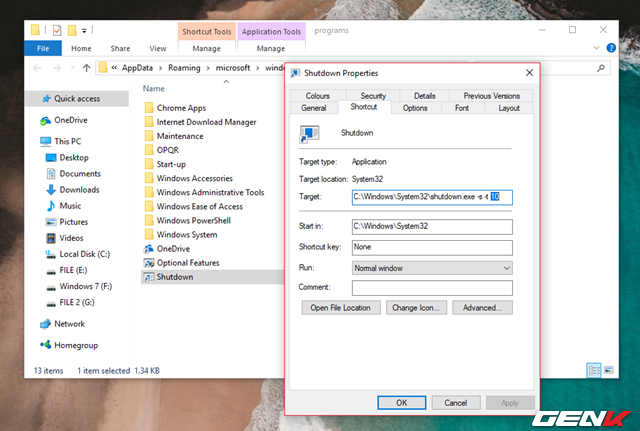 Shortcut Tools
Application Tools
programs
File
Home
Share
View
Manage
Manage
« AppData › Roaming › microsoft ›
Quick access
OneDrive
This PC
Desktop
Documents
Downloads
Music
Pictures
Videos
Local Disk (C:)
FILE (E:)
Windows 7 (F:)
FILE 2 (G:)
Network
Homegroup
Name
Chrome Apps
Internet Download Manager
Maintenance
OPQR
Start-up
Windows Accessories
Windows Administrative Tools
Windows Ease of Access
Windows PowerShell
Windows System
OneDrive
Optional Features
Shutdown
13 items 1 item selected 1.34 KB
Shutdown Properties
Colours Security Details Previous Versions
General Shortcut Options Font Layout
Shutdown
Target type: Application
Target location: System32
Target: C:\Windows\System32\shutdown.exe -s -t 10
Start in: C:\Windows\System32
Shortcut key: None
Run: Normal window
Comment:
Open File Location Change Icon... Advanced...
OK Cancel Apply
GENK